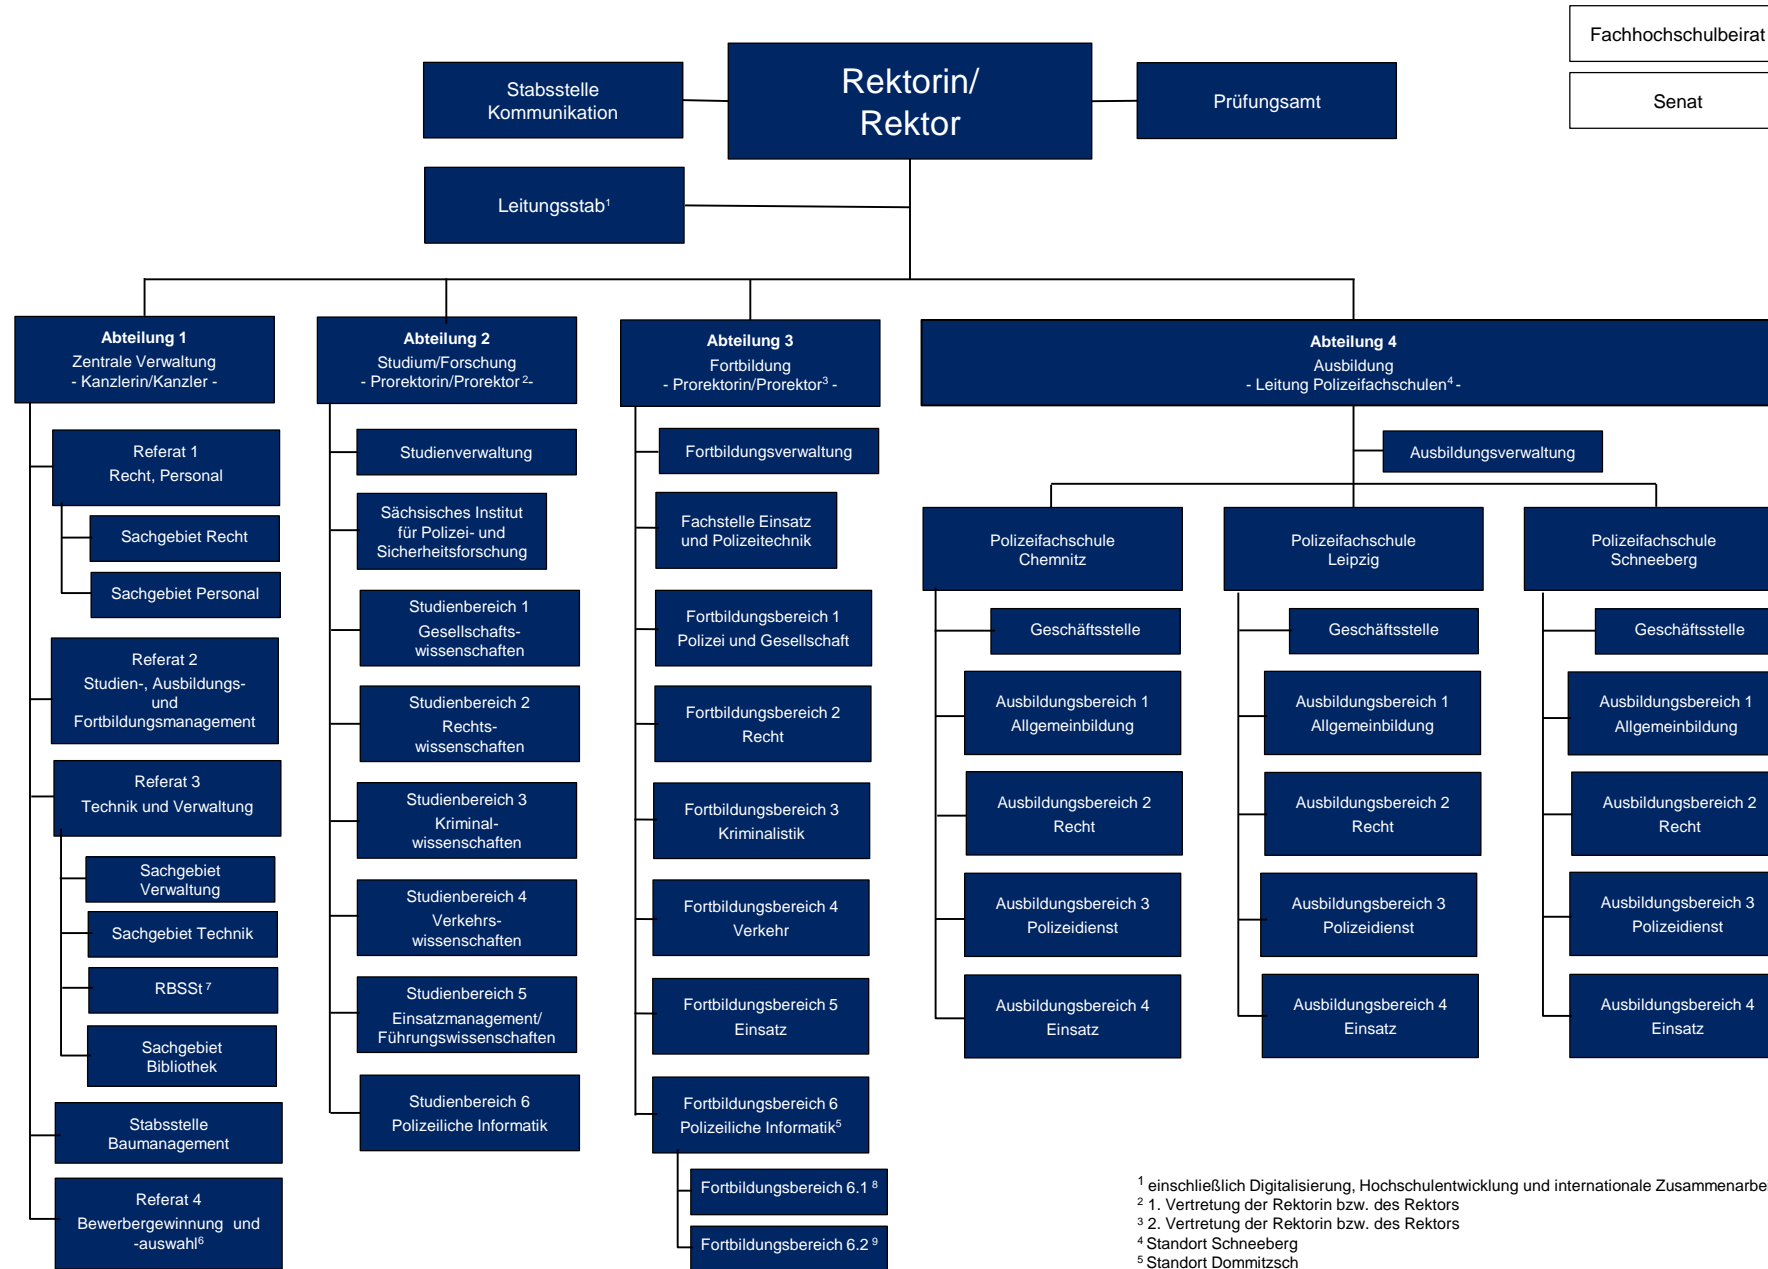 Fachhochschulbeirat
Senat
Rektorin/
Rektor
Stabsstelle
Kommunikation
Prüfungsamt
Leitungsstab¹
Abteilung 1
Zentrale Verwaltung
- Kanzlerin/Kanzler -
Referat 1
Recht, Personal
Sachgebiet Recht
Sachgebiet Personal
Referat 2
Studien-, Ausbildungs-
und
Fortbildungsmanagement
Referat 3
Technik und Verwaltung
Sachgebiet
Verwaltung
Sachgebiet Technik
RBSSt ⁷
Sachgebiet
Bibliothek
Stabsstelle
Baumanagement
Referat 4
Bewerbergewinnung und
-auswahl⁶
Abteilung 2
Studium/Forschung
- Prorektorin/Prorektor ²-
Studienverwaltung
Sächsisches Institut
für Polizei- und
Sicherheitsforschung
Studienbereich 1
Gesellschafts-
wissenschaften
Studienbereich 2
Rechts-
wissenschaften
Studienbereich 3
Kriminal-
wissenschaften
Studienbereich 4
Verkehrs-
wissenschaften
Studienbereich 5
Einsatzmanagement/
Führungswissenschaften
Studienbereich 6
Polizeiliche Informatik
Abteilung 3
Fortbildung
- Prorektorin/Prorektor³ -
Fortbildungsverwaltung
Fachstelle Einsatz
und Polizeitechnik
Fortbildungsbereich 1
Polizei und Gesellschaft
Fortbildungsbereich 2
Recht
Fortbildungsbereich 3
Kriminalistik
Fortbildungsbereich 4
Verkehr
Fortbildungsbereich 5
Einsatz
Fortbildungsbereich 6
Polizeiliche Informatik⁵
Fortbildungsbereich 6.1 ⁸
Fortbildungsbereich 6.2 ⁹
Abteilung 4
Ausbildung
- Leitung Polizeifachschulen⁴ -
Ausbildungsverwaltung
Polizeifachschule
Chemnitz
Geschäftsstelle
Ausbildungsbereich 1
Allgemeinbildung
Ausbildungsbereich 2
Recht
Ausbildungsbereich 3
Polizeidienst
Ausbildungsbereich 4
Einsatz
Polizeifachschule
Leipzig
Geschäftsstelle
Ausbildungsbereich 1
Allgemeinbildung
Ausbildungsbereich 2
Recht
Ausbildungsbereich 3
Polizeidienst
Ausbildungsbereich 4
Einsatz
Polizeifachschule
Schneeberg
Geschäftsstelle
Ausbildungsbereich 1
Allgemeinbildung
Ausbildungsbereich 2
Recht
Ausbildungsbereich 3
Polizeidienst
Ausbildungsbereich 4
Einsatz
¹ einschließlich Digitalisierung, Hochschulentwicklung und internationale Zusammenarbei
² 1. Vertretung der Rektorin bzw. des Rektors
³ 2. Vertretung der Rektorin bzw. des Rektors
⁴ Standort Schneeberg
⁵ Standort Dommitzsch